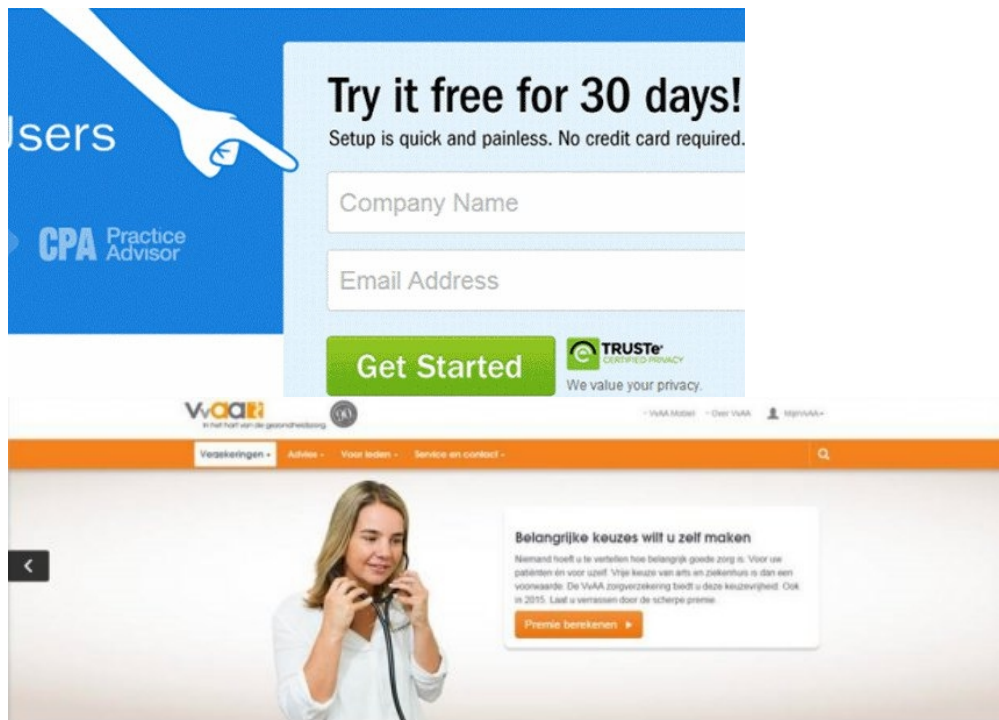 Try it free for 30 days!
Setup is quick and painless. No credit card required.
Users
Company Name
CPA Practice Advisor
Email Address
Get Started
TRUSTe
CERTIFIED PRIVACY
We value your privacy.
VvAA
in het hart van de gezondheidszorg
90
VvAA Mobiel
Over VvAA
MijnVvAA
Verzekeringen
Advies
Voor leden
Service en contact
Belangrijke keuzes wilt u zelf maken
Niemand hoeft u te vertellen hoe belangrijk goede zorg is. Voor uw
patiënten én voor uzelf. Vrije keuze van arts en ziekenhuis is dan een
voorwaarde. De VvAA zorgverzekering biedt u deze keuzevrijheid. Ook
in 2015. Laat u verrassen door de scherpe premie.
Premie berekenen